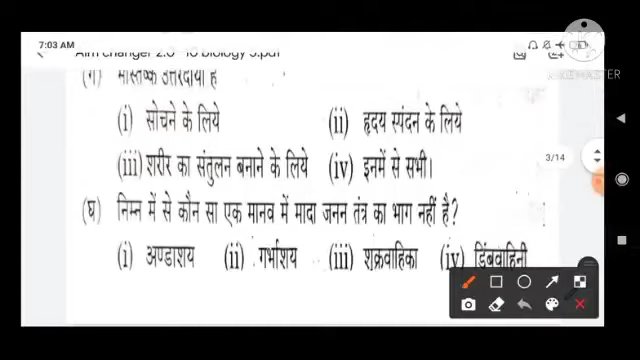 7:03 AM
Aim changer 2.0 10 biology 5.pdf
KINEMASTER
(ग) मस्तिष्क उत्तरदायी है
(i) सोचने के लिये (ii) हृदय स्पंदन के लिये
(iii) शरीर का संतुलन बनाने के लिये (iv) इनमें से सभी।
3/14
(घ) निम्न में से कौन सा एक मानव में मादा जनन तंत्र का भाग नहीं है?
(i) अण्डाशय (ii) गर्भाशय (iii) शुक्रवाहिका (iv) डिंबवाहिनी